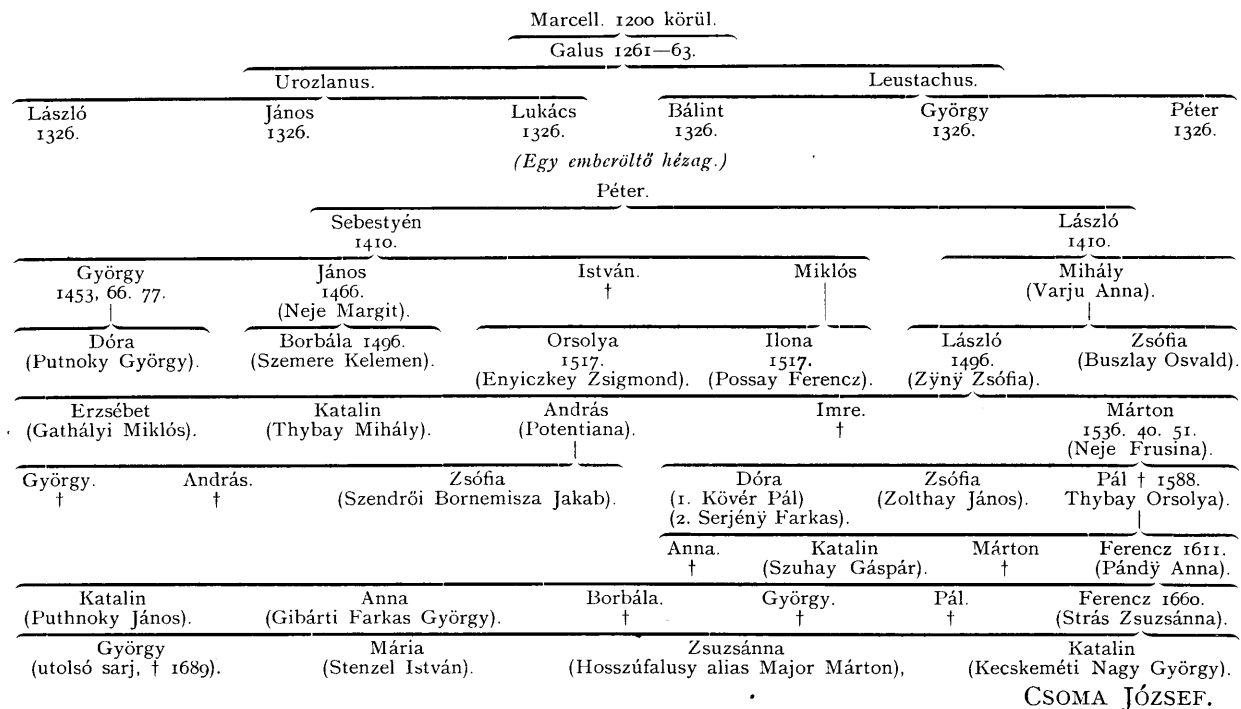 Marcell. 1200 körül.
Galus 1261—63.
Urozlanus. Leustachus.
László János Lukács Bálint György Péter
1326. 1326. 1326. 1326. 1326. 1326.
(Egy emberöltő hézag.)
Péter.
Sebestyén László
1410. 1410.
György János István. Miklós Mihály
1453, 66. 77. 1466. † (Varju Anna).
(Neje Margit).
Dóra Borbála 1496. Orsolya Ilona László Zsófia
(Putnoky György). (Szemere Kelemen). 1517. 1517. 1496. (Buszlay Osvald).
(Enyiczkey Zsigmond). (Possay Ferencz). (Zÿnÿ Zsófia).
Erzsébet Katalin András Imre. Márton
(Gathályi Miklós). (Thybay Mihály). (Potentiana). † 1536. 40. 51.
(Neje Frusina).
György. András. Zsófia Dóra Zsófia Pál † 1588.
† † (Szendrői Bornemisza Jakab). (1. Kövér Pál) (Zolthay János). Thybay Orsolya).
(2. Serjénÿ Farkas).
Anna. Katalin Márton Ferencz 1611.
† (Szuhay Gáspár). † (Pándÿ Anna).
Katalin Anna Borbála. György. Pál. Ferencz 1660.
(Puthnoky János). (Gibárti Farkas György). † † † (Strás Zsuzsánna).
György Mária Zsuzsánna Katalin
(utolsó sarj, † 1689). (Stenzel István). (Hosszúfalusy alias Major Márton), (Kecskeméti Nagy György).
CSOMA JÓZSEF.